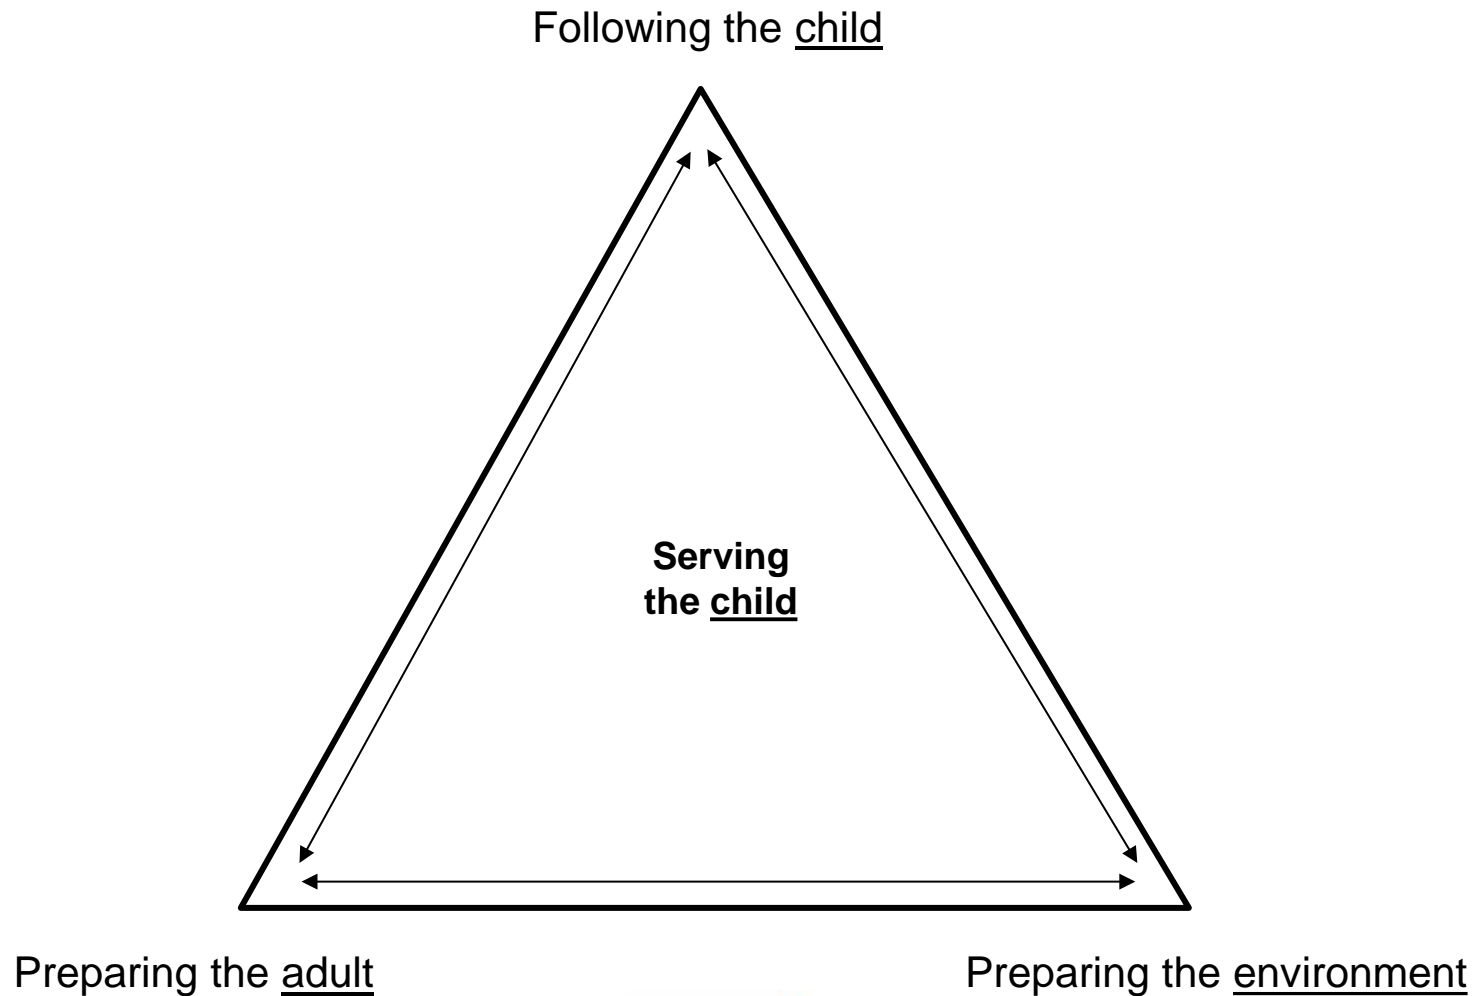 Following the child
Serving
the child
Preparing the adult
Preparing the environment